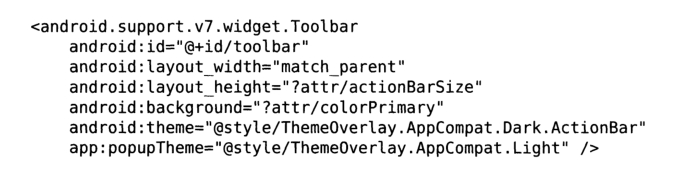 <android.support.v7.widget.Toolbar
    android:id="@+id/toolbar"
    android:layout_width="match_parent"
    android:layout_height="?attr/actionBarSize"
    android:background="?attr/colorPrimary"
    android:theme="@style/ThemeOverlay.AppCompat.Dark.ActionBar"
    app:popupTheme="@style/ThemeOverlay.AppCompat.Light" />